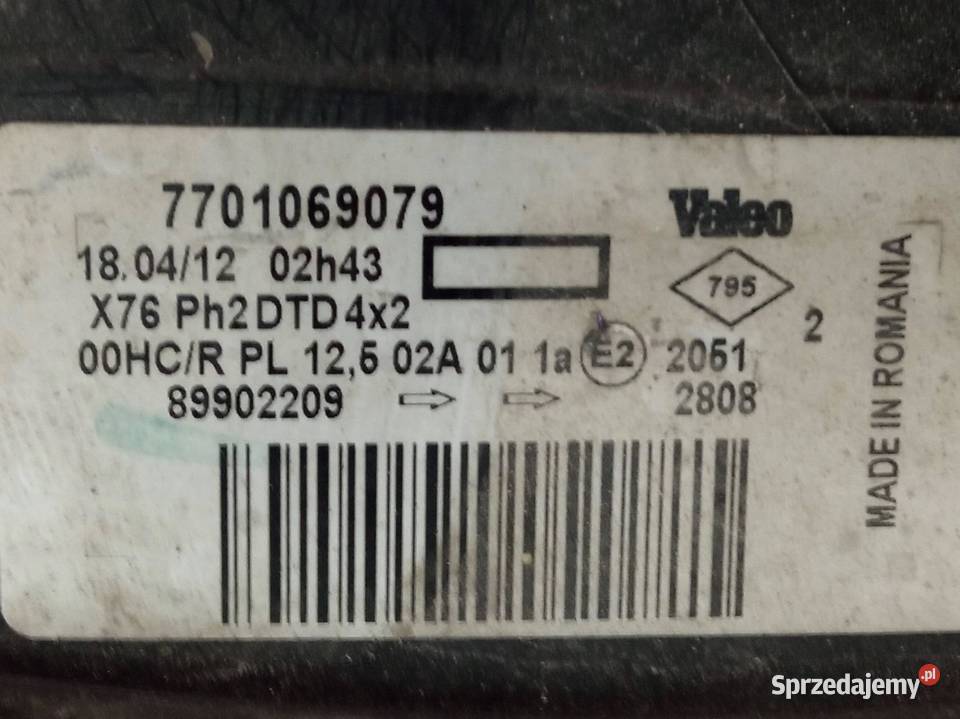 7701069079
Valeo
18.04/12 02h43
795
X76 Ph2 DTD 4x2
2
00HC/R PL 12,5 02A 01 1a E2 2051
89902209 2808
MADE IN ROMANIA
Sprzedajemy.pl